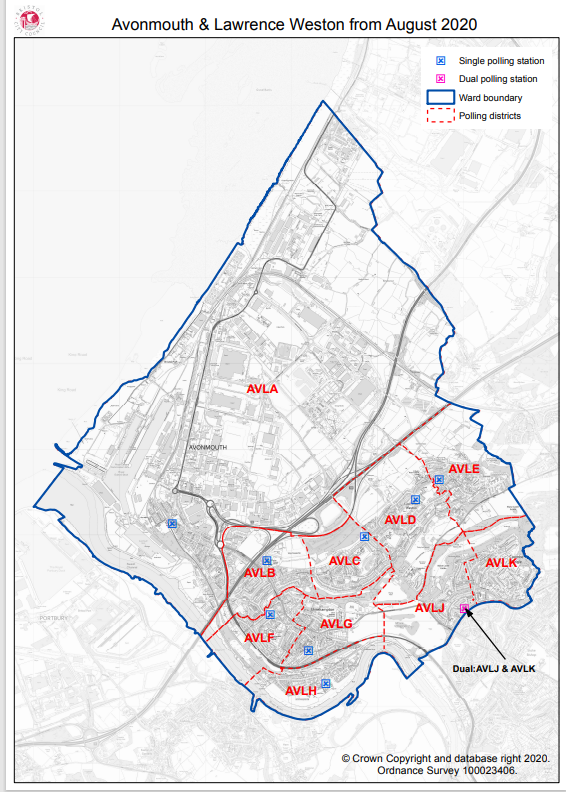 Avonmouth & Lawrence Weston from August 2020
Single polling station
Dual polling station
Ward boundary
Polling districts
AVLA
AVONMOUTH
AVLE
AVLD
AVLC
AVLK
AVLB
AVLJ
AVLG
AVLF
PORTBURY
Dual:AVLJ & AVLK
AVLH
© Crown Copyright and database right 2020.
Ordnance Survey 100023406.